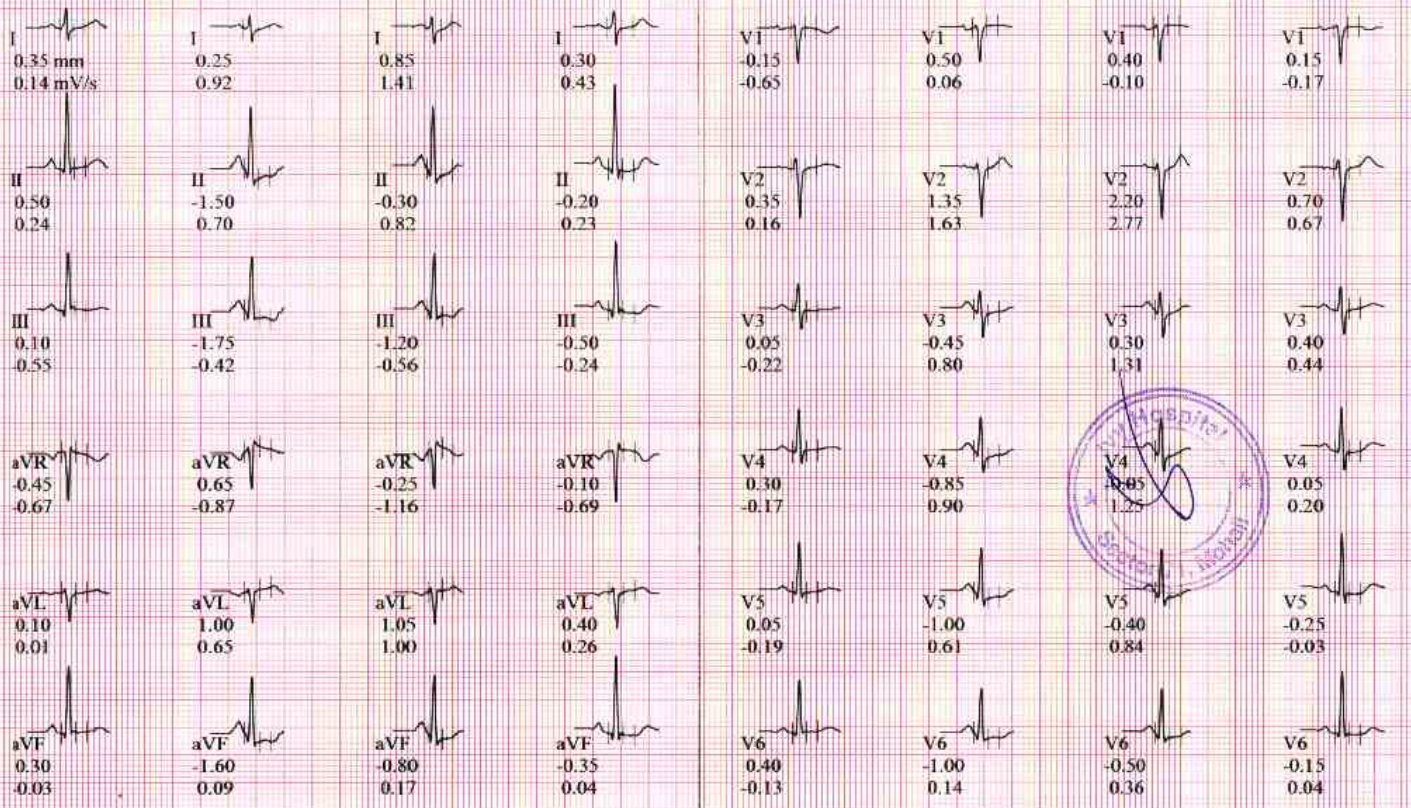 I I I I V1 V1 V1 V1
0.35 mm 0.25 0.85 0.30 -0.15 0.50 0.40 0.15
0.14 mV/s 0.92 1.41 0.43 -0.65 0.06 -0.10 -0.17
II II II II V2 V2 V2 V2
0.50 -1.50 -0.30 -0.20 0.35 1.35 2.20 0.70
0.24 0.70 0.82 0.23 0.16 1.63 2.77 0.67
III III III III V3 V3 V3 V3
0.10 -1.75 -1.20 -0.50 0.05 -0.45 0.30 0.40
-0.55 -0.42 -0.56 -0.24 -0.22 0.80 1.31 0.44
Hospital
aVR aVR aVR aVR V4 V4 V4 V4
-0.45 0.65 -0.25 -0.10 0.30 -0.85 -0.05 0.05
-0.67 -0.87 -1.16 -0.69 -0.17 0.90 1.25 0.20
aVL aVL aVL aVL V5 V5 V5 V5
0.10 1.00 1.05 0.40 0.05 -1.00 -0.40 -0.25
0.01 0.65 1.00 0.26 -0.19 0.61 0.84 -0.03
aVF aVF aVF aVF V6 V6 V6 V6
0.30 -1.60 -0.80 -0.35 0.40 -1.00 -0.50 -0.15
-0.03 0.09 0.17 0.04 -0.13 0.14 0.36 0.04